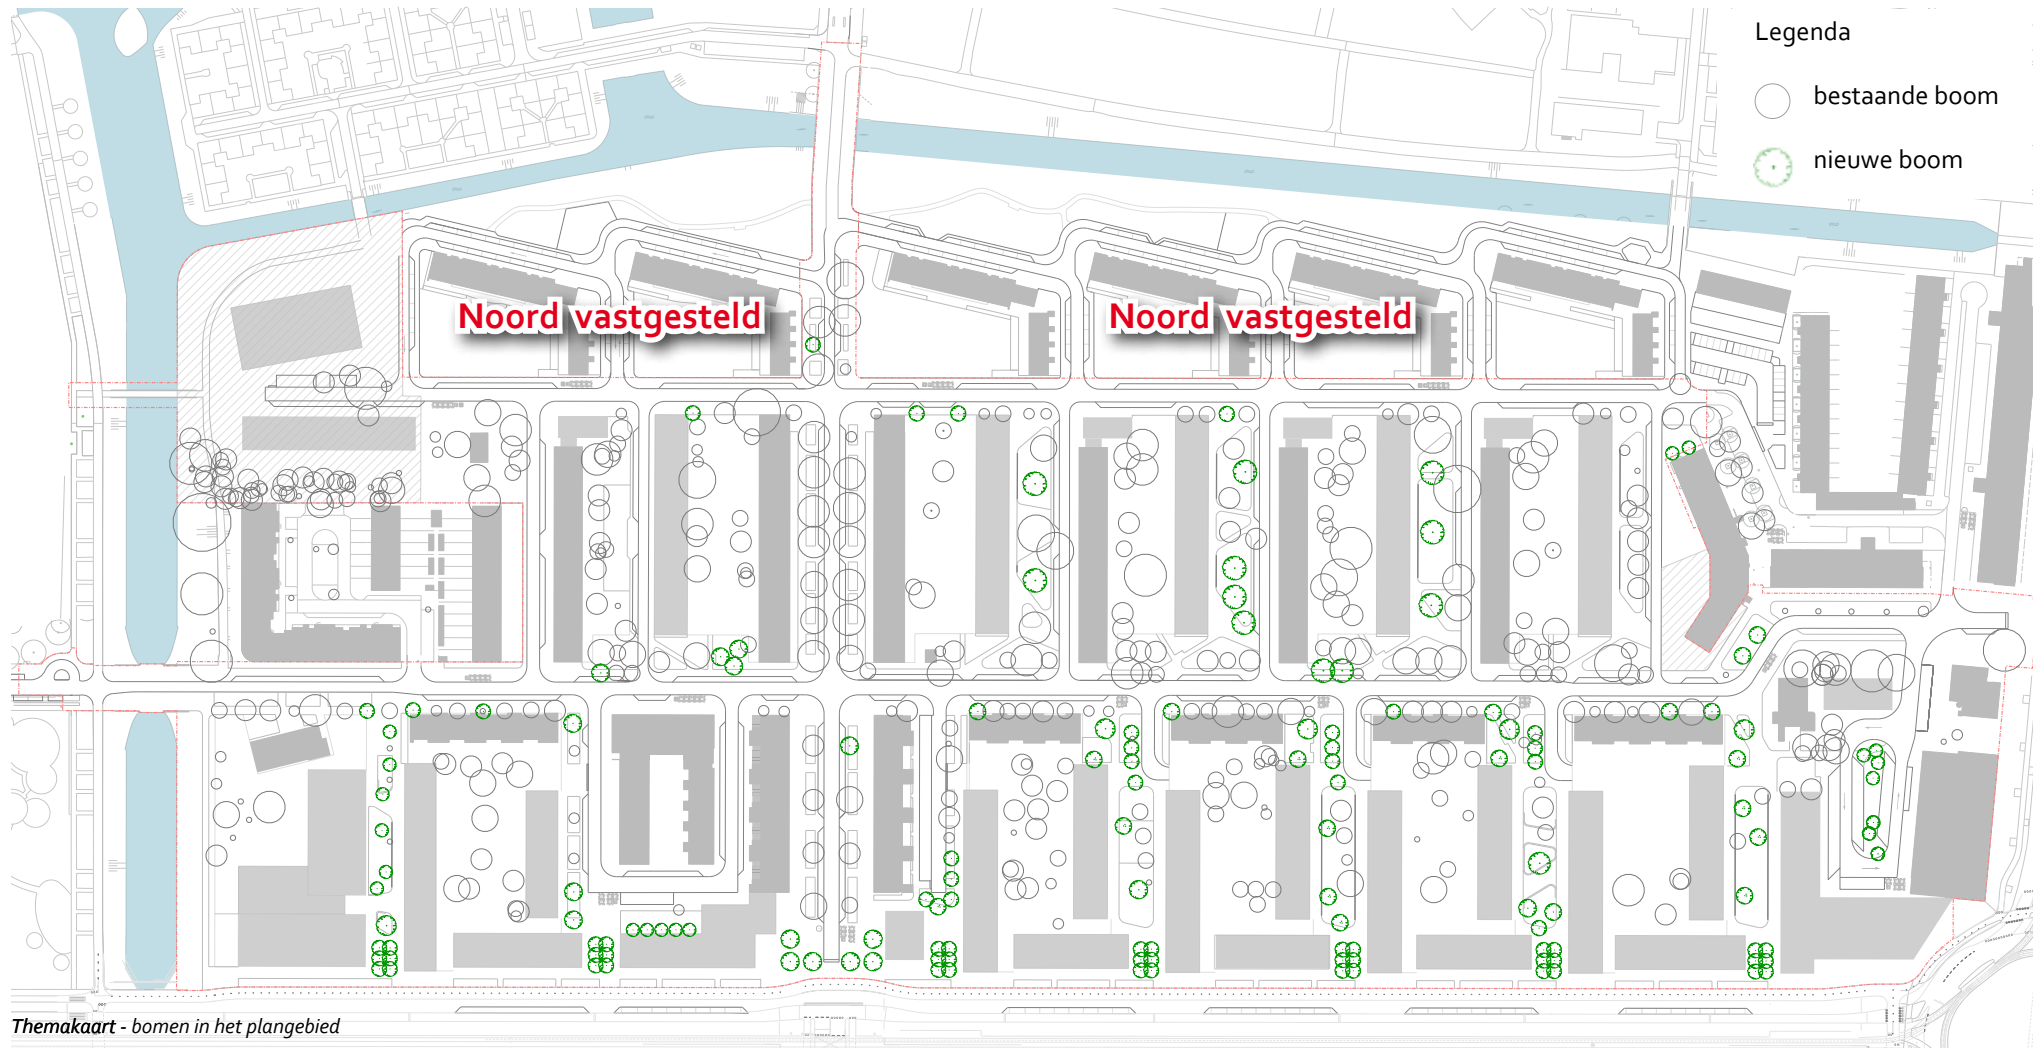 Legenda
bestaande boom
nieuwe boom
Noord vastgesteld
Noord vastgesteld
Themakaart - bomen in het plangebied